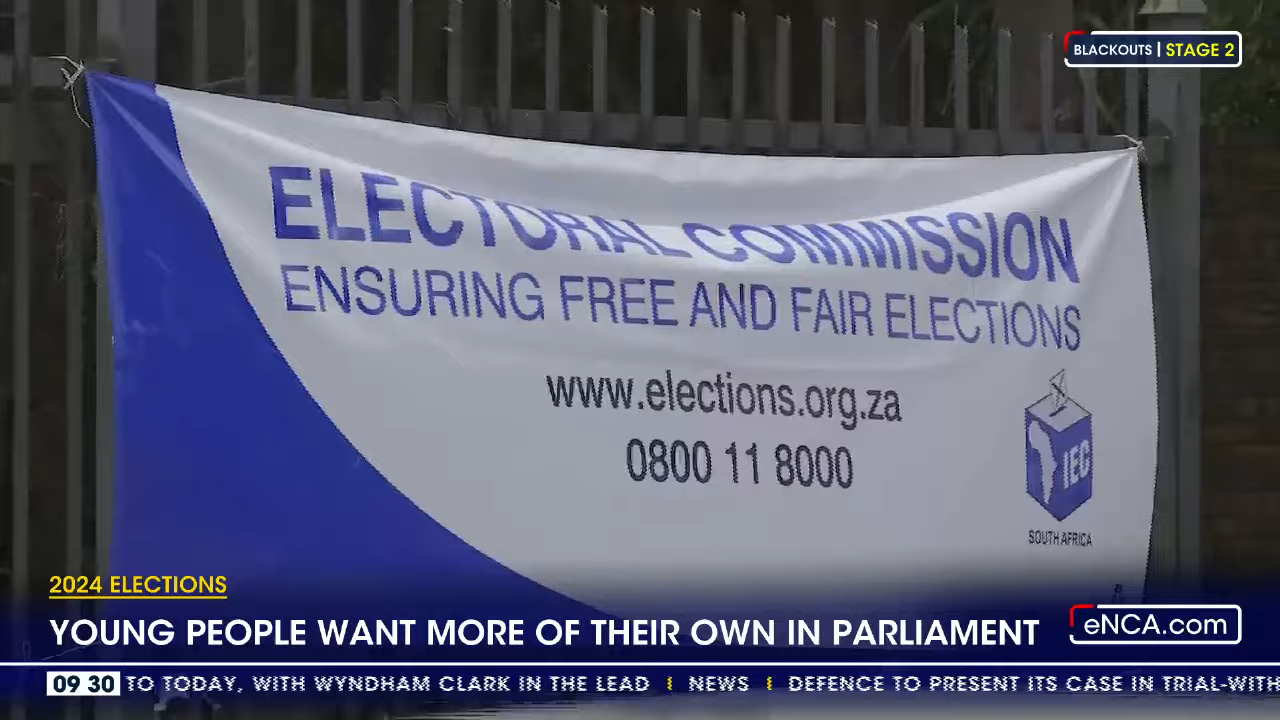 BLACKOUTS | STAGE 2
ELECTORAL COMMISSION
ENSURING FREE AND FAIR ELECTIONS
www.elections.org.za
0800 11 8000
IEC
SOUTH AFRICA
2024 ELECTIONS
YOUNG PEOPLE WANT MORE OF THEIR OWN IN PARLIAMENT
eNCA.com
09 30 TO TODAY, WITH WYNDHAM CLARK IN THE LEAD NEWS DEFENCE TO PRESENT ITS CASE IN TRIAL-WITH